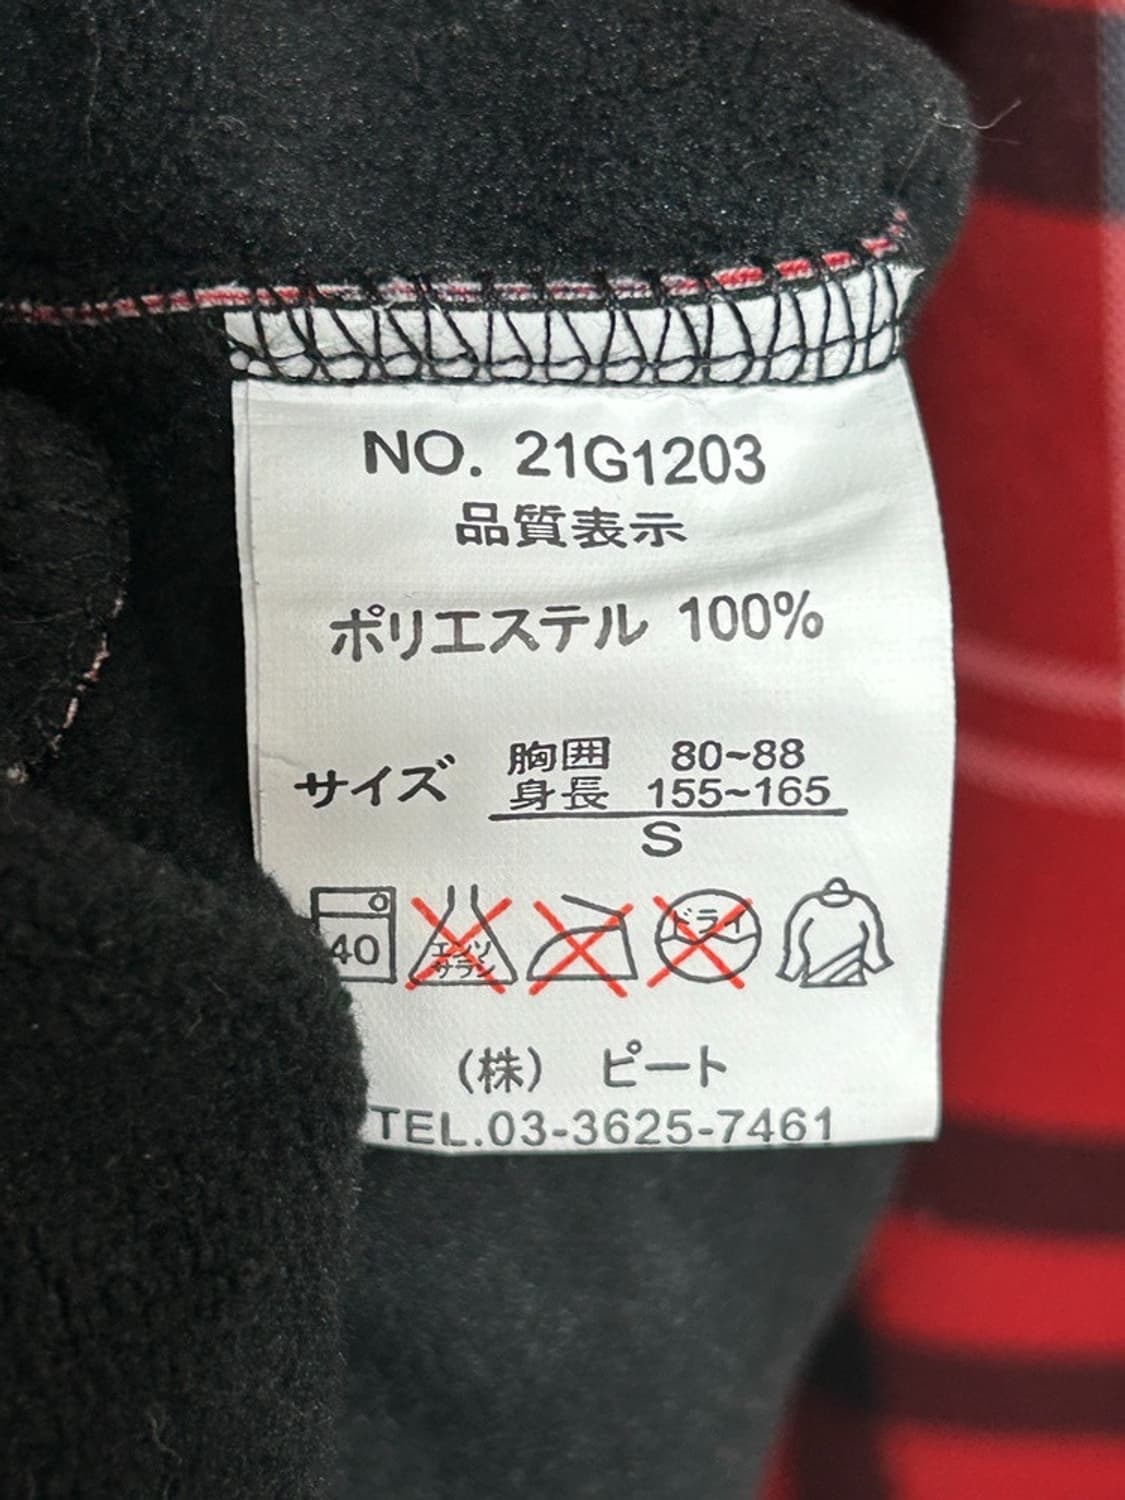 NO. 21G1203
品質表示
ポリエステル 100%
サイズ 胸囲 80~88
身長 155~165
S
40
エンソ
サラシ
ドライ
(株) ピート
TEL.03-3625-7461